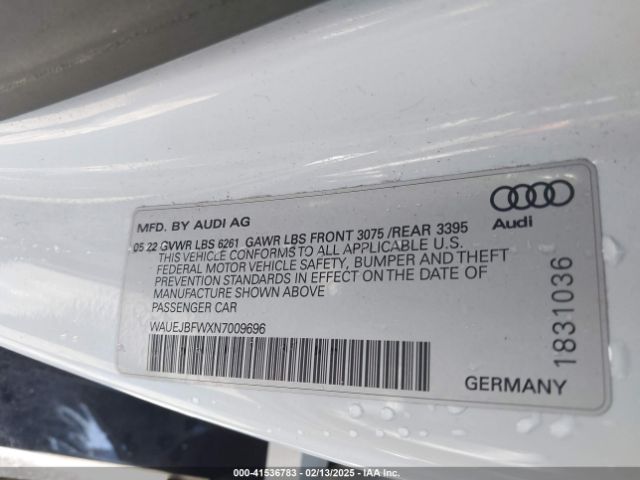 MFD. BY AUDI AG
05 22 GVWR LBS 6261 GAWR LBS FRONT 3075 /REAR 3395
THIS VEHICLE CONFORMS TO ALL APPLICABLE U.S.
FEDERAL MOTOR VEHICLE SAFETY, BUMPER AND THEFT
PREVENTION STANDARDS IN EFFECT ON THE DATE OF
MANUFACTURE SHOWN ABOVE
PASSENGER CAR
WAUEJBFWXN7009696
Audi
1831036
GERMANY
000-41536783 - 02/13/2025 - IAA Inc.